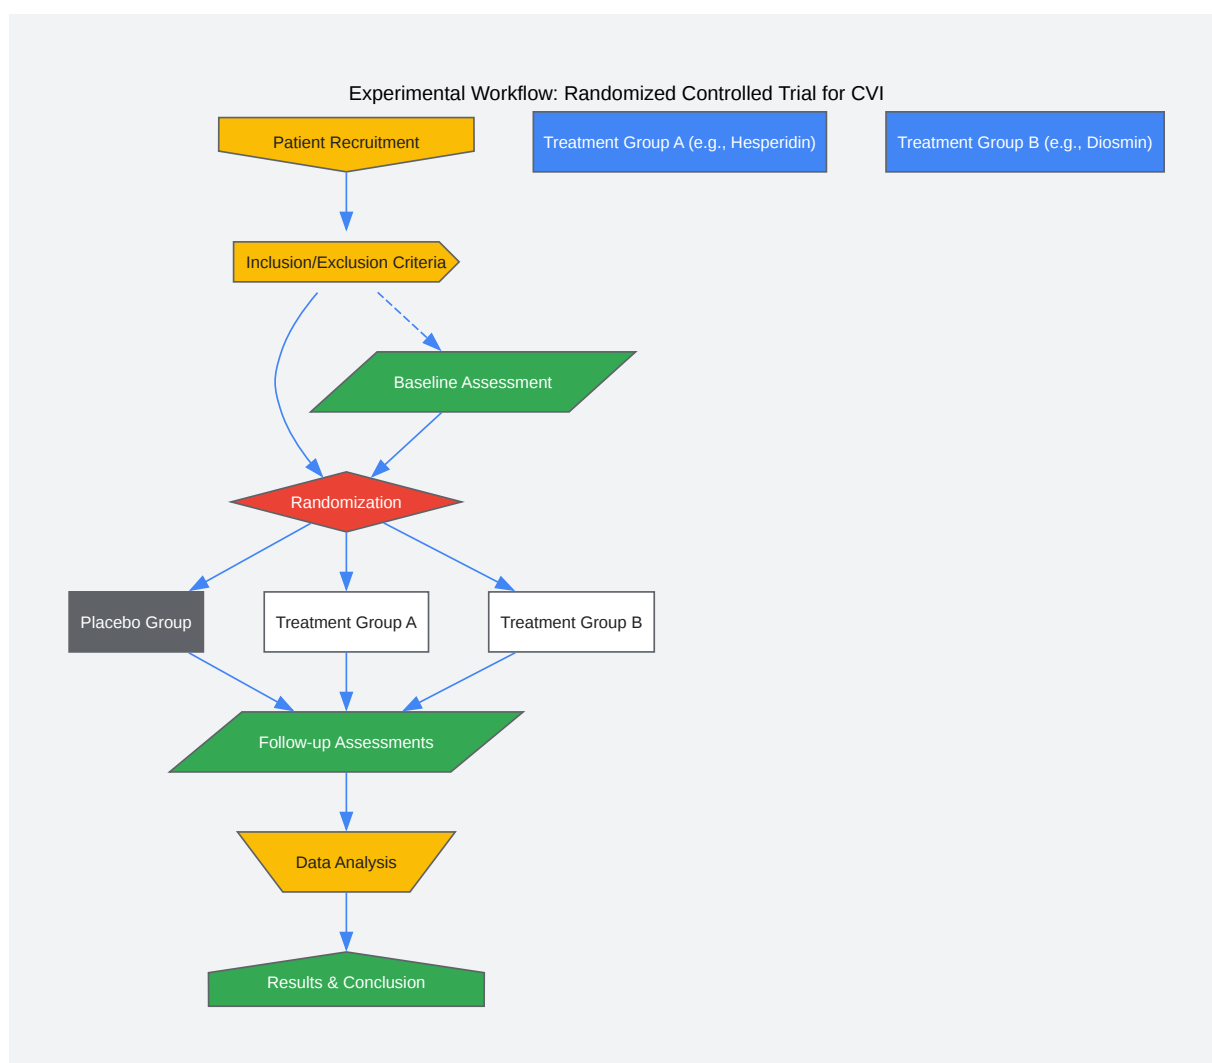 Experimental Workflow: Randomized Controlled Trial for CVI
Patient Recruitment
Treatment Group A (e.g., Hesperidin)
Treatment Group B (e.g., Diosmin)
Inclusion/Exclusion Criteria
Baseline Assessment
Randomization
Placebo Group
Treatment Group A
Treatment Group B
Follow-up Assessments
Data Analysis
Results & Conclusion